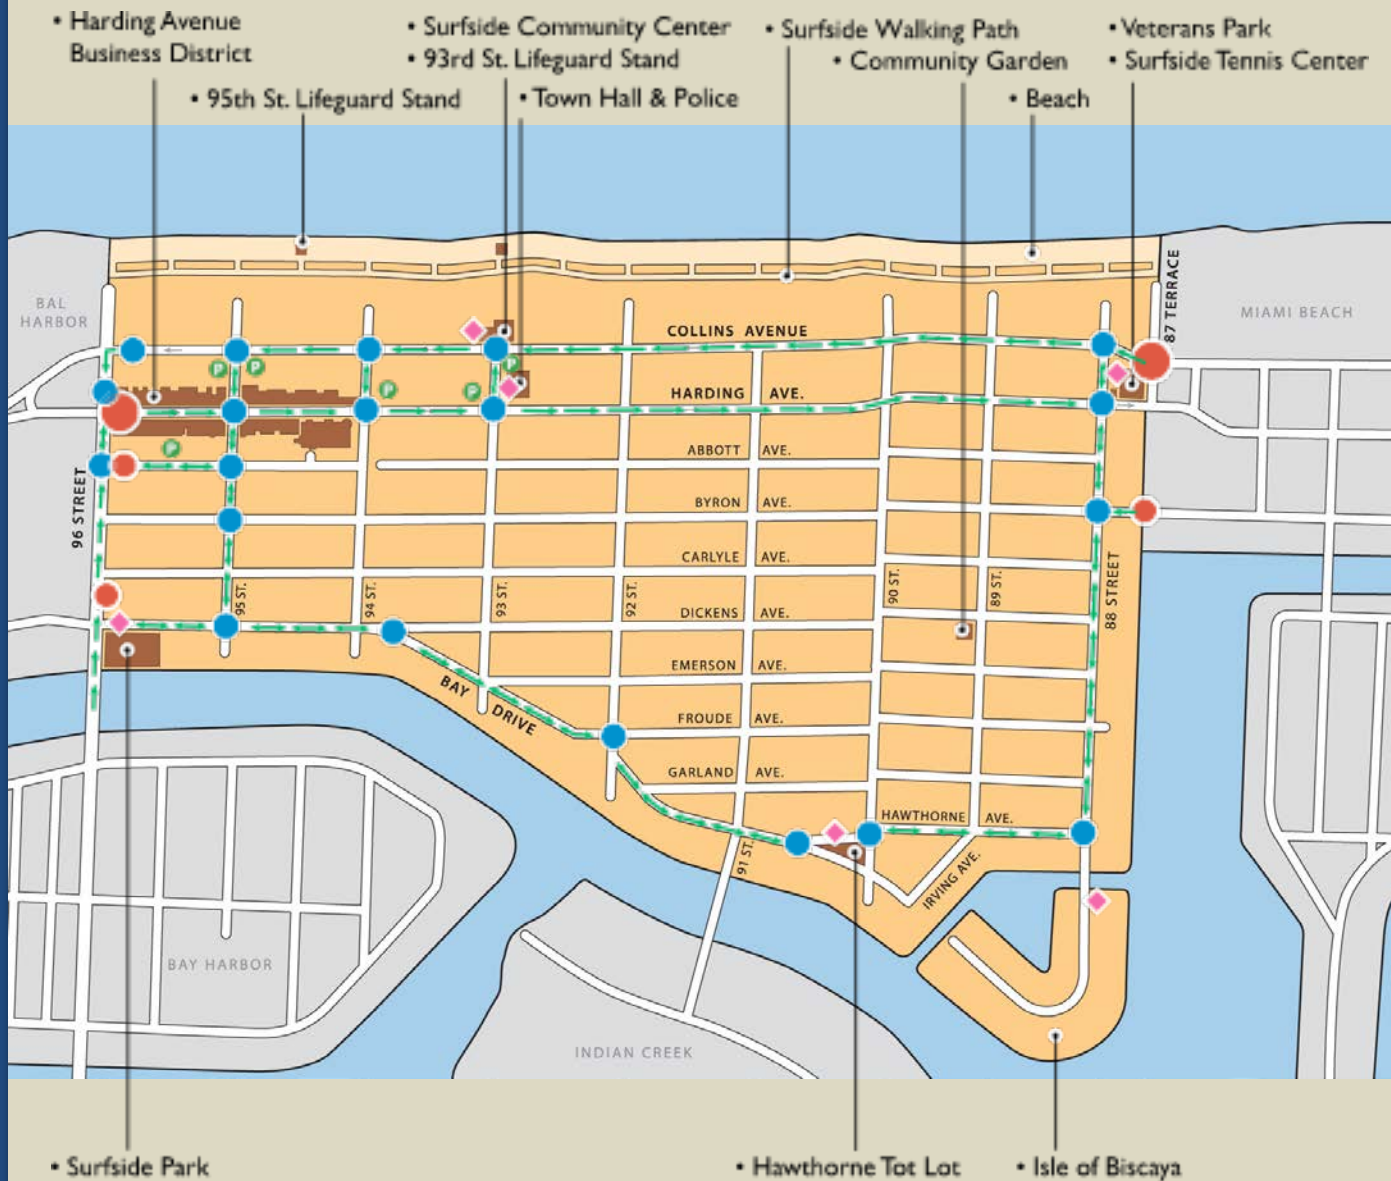 • Harding Avenue
Business District
• Surfside Community Center
• 93rd St. Lifeguard Stand
• Surfside Walking Path
• Community Garden
• Veterans Park
• Surfside Tennis Center
• 95th St. Lifeguard Stand
• Town Hall & Police
• Beach
BAL
HARBOR
COLLINS AVENUE
87 TERRACE
MIAMI BEACH
P
P
P
P
P
P
HARDING AVE.
ABBOTT AVE.
96 STREET
BYRON AVE.
CARLYLE AVE.
95 ST.
94 ST.
93 ST.
92 ST.
90 ST.
89 ST.
88 STREET
DICKENS AVE.
EMERSON AVE.
BAY DRIVE
FROUDE AVE.
GARLAND AVE.
HAWTHORNE AVE.
91 ST.
IRVING AVE.
BAY HARBOR
INDIAN CREEK
• Surfside Park
• Hawthorne Tot Lot
• Isle of Biscaya